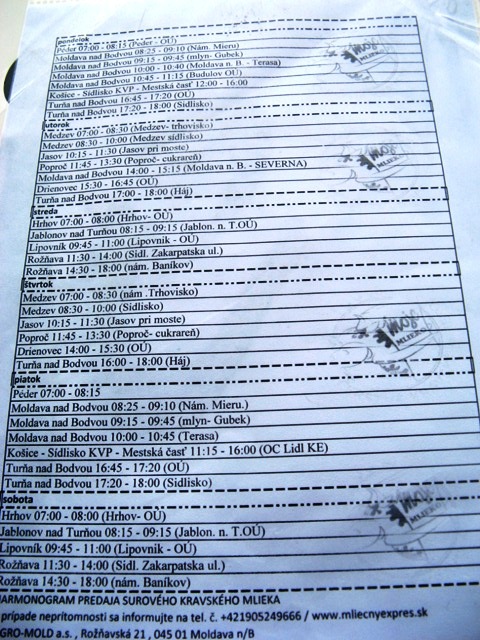 pondelok
Péder 07:00 - 08:15 (Peder - OÚ)
Moldava nad Bodvou 08:25 - 09:10 (Nám. Mieru)
Moldava nad Bodvou 09:15 - 09:45 (mlyn- Gubek)
Moldava nad Bodvou 10:00 - 10:40 (Moldava n. B. - Terasa)
Moldava nad Bodvou 10:45 - 11:15 (Budulov OÚ)
Košice - Sídlisko KVP - Mestská časť 12:00 - 16:00
Turňa nad Bodvou 16:45 - 17:20 (OÚ)
Turňa nad Bodvou 17:20 - 18:00 (Sídlisko)
utorok
Medzev 07:00 - 08:30 (Medzev- trhovisko)
Medzev 08:30 - 10:00 (Medzev sídlisko)
Jasov 10:15 - 11:30 (Jasov pri moste)
Poproč 11:45 - 13:30 (Poproč- cukrareň)
Moldava nad Bodvou 14:00 - 15:15 (Moldava n. B. - SEVERNA)
Drienovec 15:30 - 16:45 (OÚ)
Turňa nad Bodvou 17:00 - 18:00 (Háj)
streda
Hrhov 07:00 - 08:00 (Hrhov- OÚ)
Jablonov nad Turňou 08:15 - 09:15 (Jablon. n T.OÚ)
Lipovník 09:45 - 11:00 (Lipovnik - OÚ)
Rožňava 11:30 - 14:00 (Sídl. Zakarpatska ul.)
Rožňava 14:30 - 18:00 (nám. Baníkov)
štvrtok
Medzev 07:00 - 08:30 (nám .Trhovisko)
Medzev 08:30 - 10:00 (Sídlisko)
Jasov 10:15 - 11:30 (Jasov pri moste)
Poproč 11:45 - 13:30 (Poproč- cukrareň)
Drienovec 14:00 - 15:30 (OÚ)
Turňa nad Bodvou 16:00 - 18:00 (Háj)
piatok
Péder 07:00 - 08:15
Moldava nad Bodvou 08:25 - 09:10 (Nám. Mieru.)
Moldava nad Bodvou 09:15 - 09:45 (mlyn- Gubek)
Moldava nad Bodvou 10:00 - 10:45 (Terasa)
Košice - Sídlisko KVP - Mestská časť 11:15 - 16:00 (OC Lidl KE)
Turňa nad Bodvou 16:45 - 17:20 (OÚ)
Turňa nad Bodvou 17:20 - 18:00 (Sídlisko)
sobota
Hrhov 07:00 - 08:00 (Hrhov- OÚ)
Jablonov nad Turňou 08:15 - 09:15 (Jablon. n T.OÚ)
Lipovník 09:45 - 11:00 (Lipovnik - OÚ)
Rožňava 11:30 - 14:00 (Sídl. Zakarpatska ul.)
Rožňava 14:30 - 18:00 (nám. Baníkov)
HARMONOGRAM PREDAJA SUROVÉHO KRAVSKÉHO MLIEKA
prípade neprítomnosti sa informujte na tel. č. +421905249666 / www.mliecnyexpres.sk
GRO-MOLD a.s. , Rožňavská 21 , 045 01 Moldava n/B
MLIEKA
MLIEKA
MLIEKA
MLIEKA